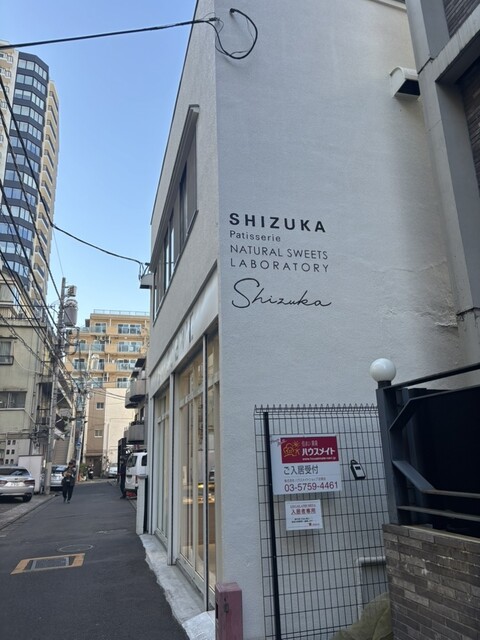 SHIZUKA
Patisserie
NATURAL SWEETS
LABORATORY
Shizuka
ハウスメイト
ご入居受付
03-5759-4461
入居者専用